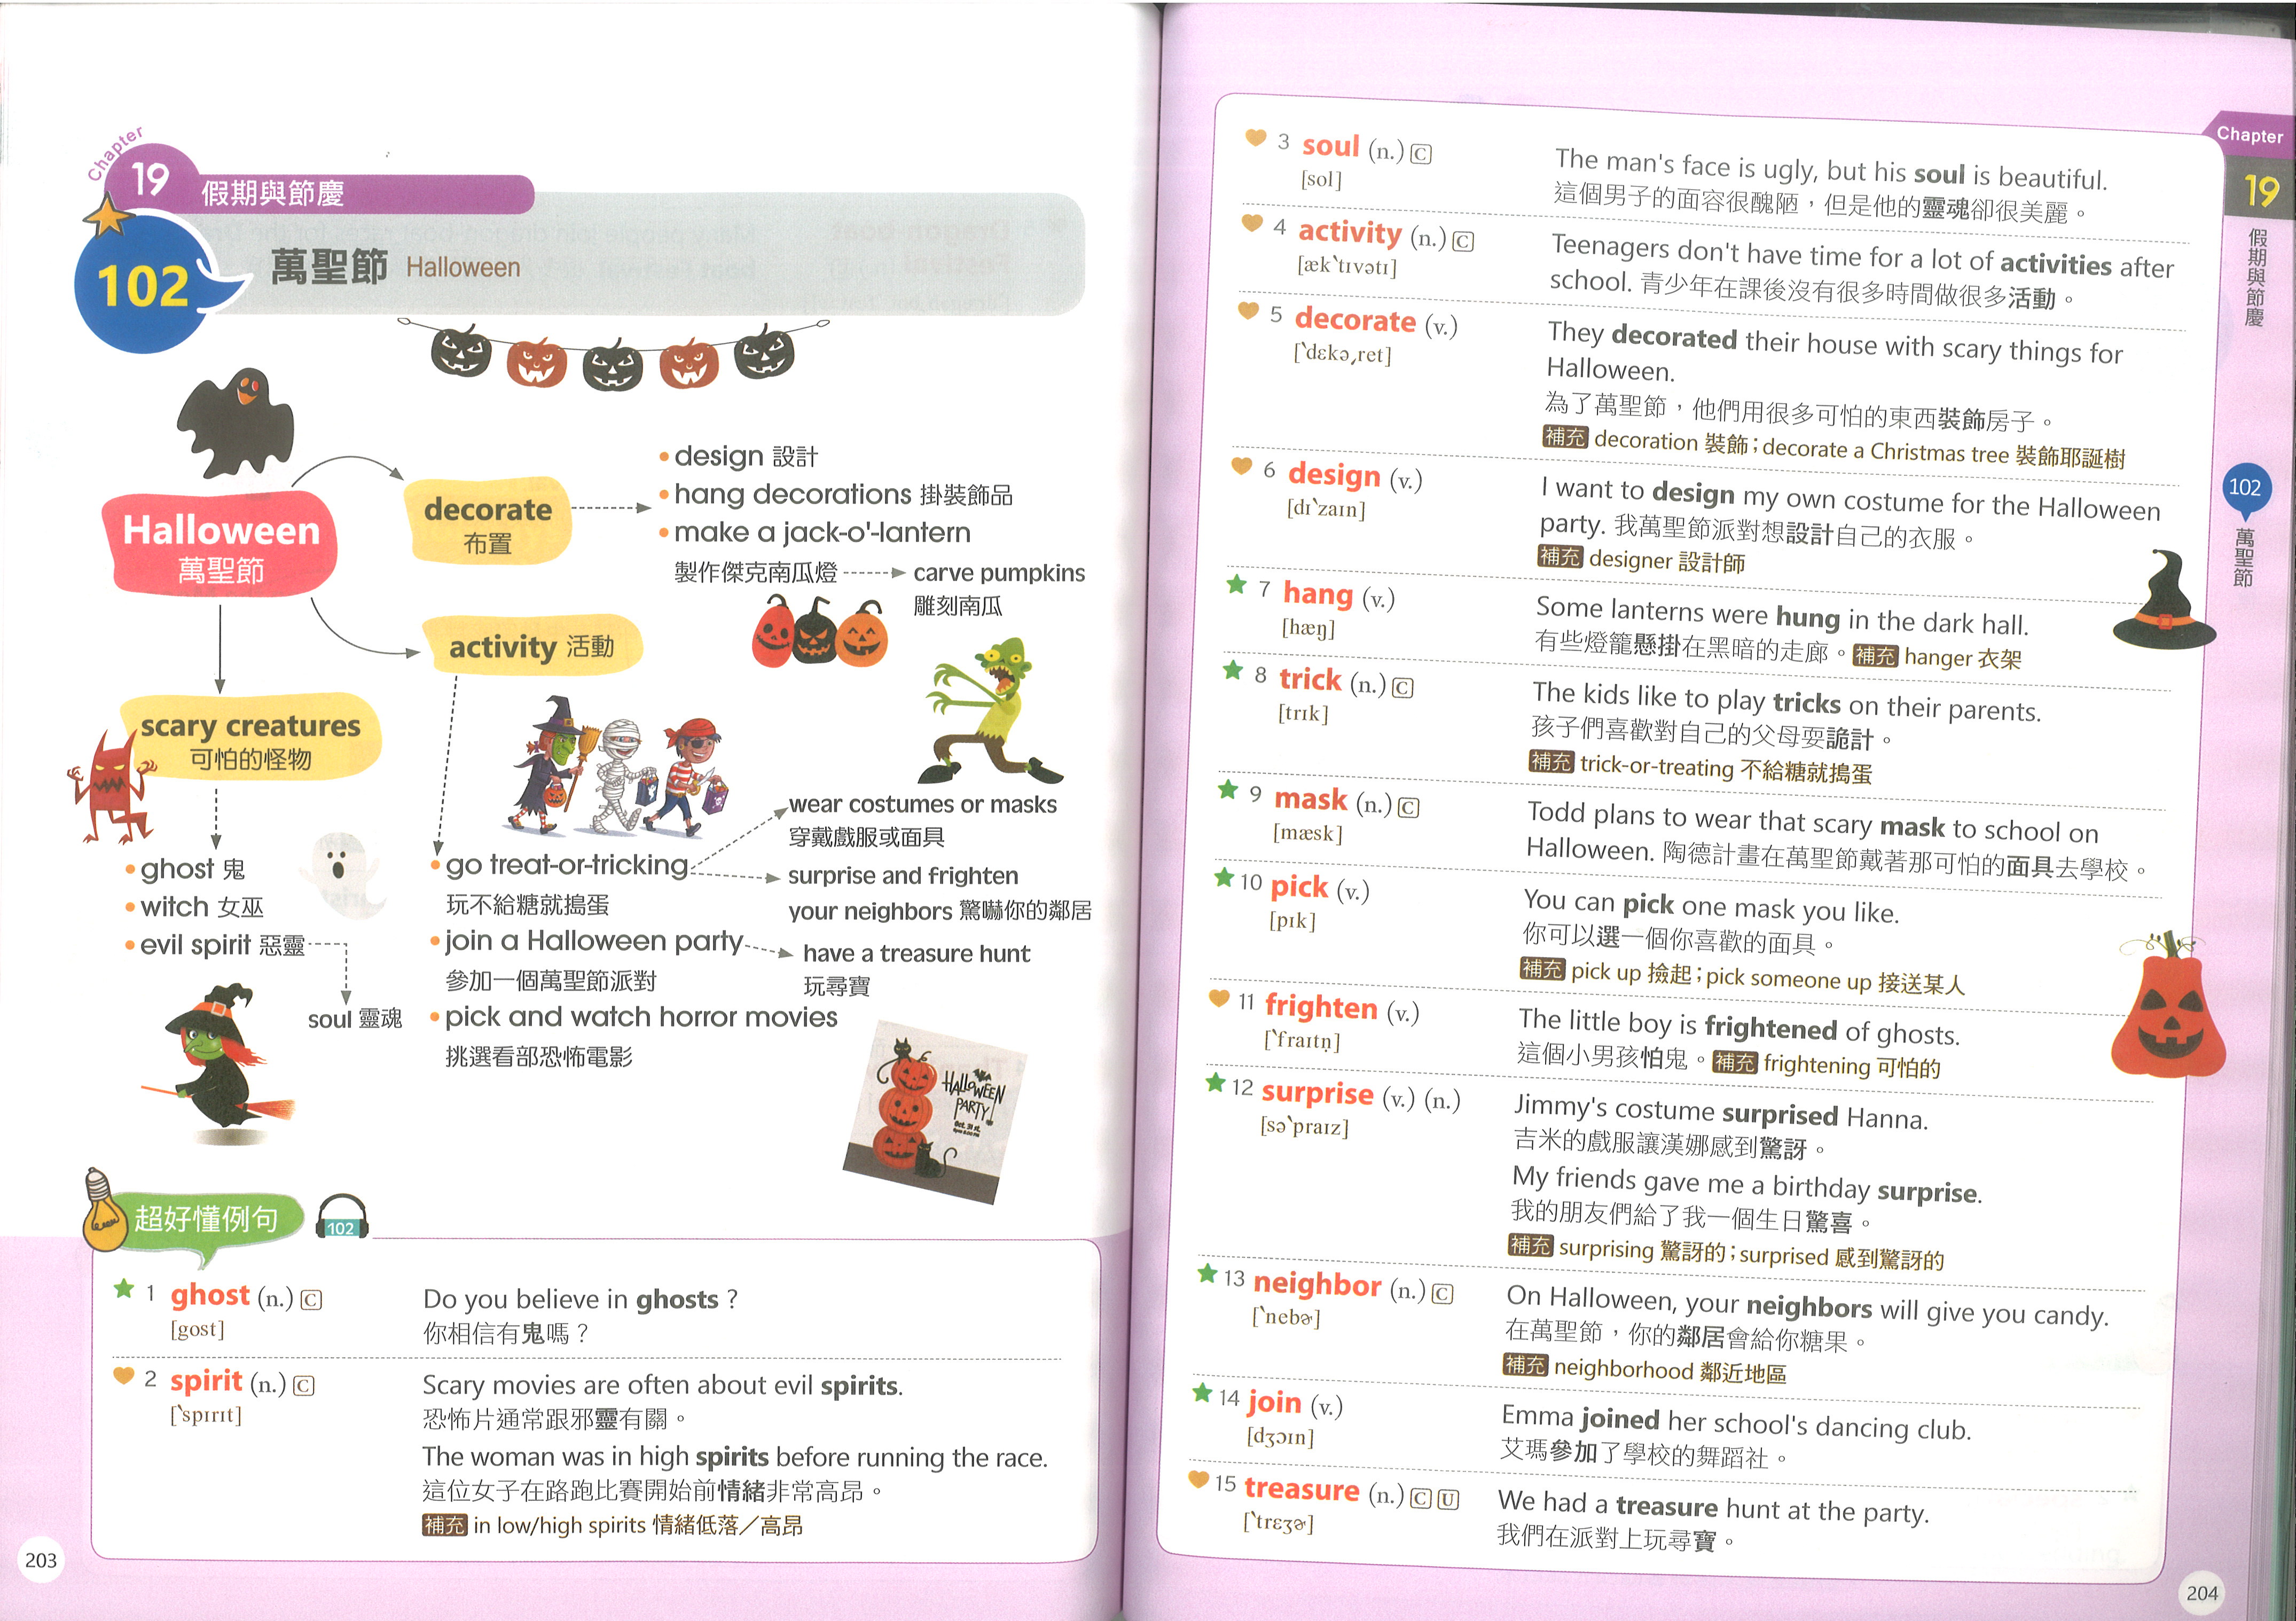 Chapter
19 假期與節慶
102 萬聖節 Halloween
Halloween
萬聖節
decorate
布置
• design 設計
• hang decorations 掛裝飾品
• make a jack-o'-lantern
製作傑克南瓜燈
carve pumpkins
雕刻南瓜
activity 活動
scary creatures
可怕的怪物
• ghost 鬼
• witch 女巫
• evil spirit 惡靈
soul 靈魂
• go treat-or-tricking
玩不給糖就搗蛋
wear costumes or masks
穿戴戲服或面具
surprise and frighten
your neighbors 驚嚇你的鄰居
• join a Halloween party
參加一個萬聖節派對
have a treasure hunt
玩尋寶
• pick and watch horror movies
挑選看部恐怖電影
HALLOWEEN
PARTY!
Oct. 31st.
超好懂例句
102
1 ghost (n.) C
[gost]
Do you believe in ghosts ?
你相信有鬼嗎？
2 spirit (n.) C
[ˋspɪrɪt]
Scary movies are often about evil spirits.
恐怖片通常跟邪靈有關。
The woman was in high spirits before running the race.
這位女子在路跑比賽開始前情緒非常高昂。
補充 in low/high spirits 情緒低落／高昂
203
3 soul (n.) C
[sol]
The man's face is ugly, but his soul is beautiful.
這個男子的面容很醜陋，但是他的靈魂卻很美麗。
4 activity (n.) C
[ækˋtɪvətɪ]
Teenagers don't have time for a lot of activities after
school. 青少年在課後沒有很多時間做很多活動。
5 decorate (v.)
[ˋdɛkəˏret]
They decorated their house with scary things for
Halloween.
為了萬聖節，他們用很多可怕的東西裝飾房子。
補充 decoration 裝飾；decorate a Christmas tree 裝飾耶誕樹
6 design (v.)
[dɪˋzaɪn]
I want to design my own costume for the Halloween
party. 我萬聖節派對想設計自己的衣服。
補充 designer 設計師
7 hang (v.)
[hæŋ]
Some lanterns were hung in the dark hall.
有些燈籠懸掛在黑暗的走廊。補充 hanger 衣架
8 trick (n.) C
[trɪk]
The kids like to play tricks on their parents.
孩子們喜歡對自己的父母耍詭計。
補充 trick-or-treating 不給糖就搗蛋
9 mask (n.) C
[mæsk]
Todd plans to wear that scary mask to school on
Halloween. 陶德計畫在萬聖節戴著那可怕的面具去學校。
10 pick (v.)
[pɪk]
You can pick one mask you like.
你可以選一個你喜歡的面具。
補充 pick up 撿起；pick someone up 接送某人
11 frighten (v.)
[ˋfraɪtn̩]
The little boy is frightened of ghosts.
這個小男孩怕鬼。補充 frightening 可怕的
12 surprise (v.) (n.)
[səˋpraɪz]
Jimmy's costume surprised Hanna.
吉米的戲服讓漢娜感到驚訝。
My friends gave me a birthday surprise.
我的朋友們給了我一個生日驚喜。
補充 surprising 驚訝的；surprised 感到驚訝的
13 neighbor (n.) C
[ˋnebɚ]
On Halloween, your neighbors will give you candy.
在萬聖節，你的鄰居會給你糖果。
補充 neighborhood 鄰近地區
14 join (v.)
[dʒɔɪn]
Emma joined her school's dancing club.
艾瑪參加了學校的舞蹈社。
15 treasure (n.) C U
[ˋtrɛʒɚ]
We had a treasure hunt at the party.
我們在派對上玩尋寶。
Chapter
19
假期與節慶
102
萬聖節
204